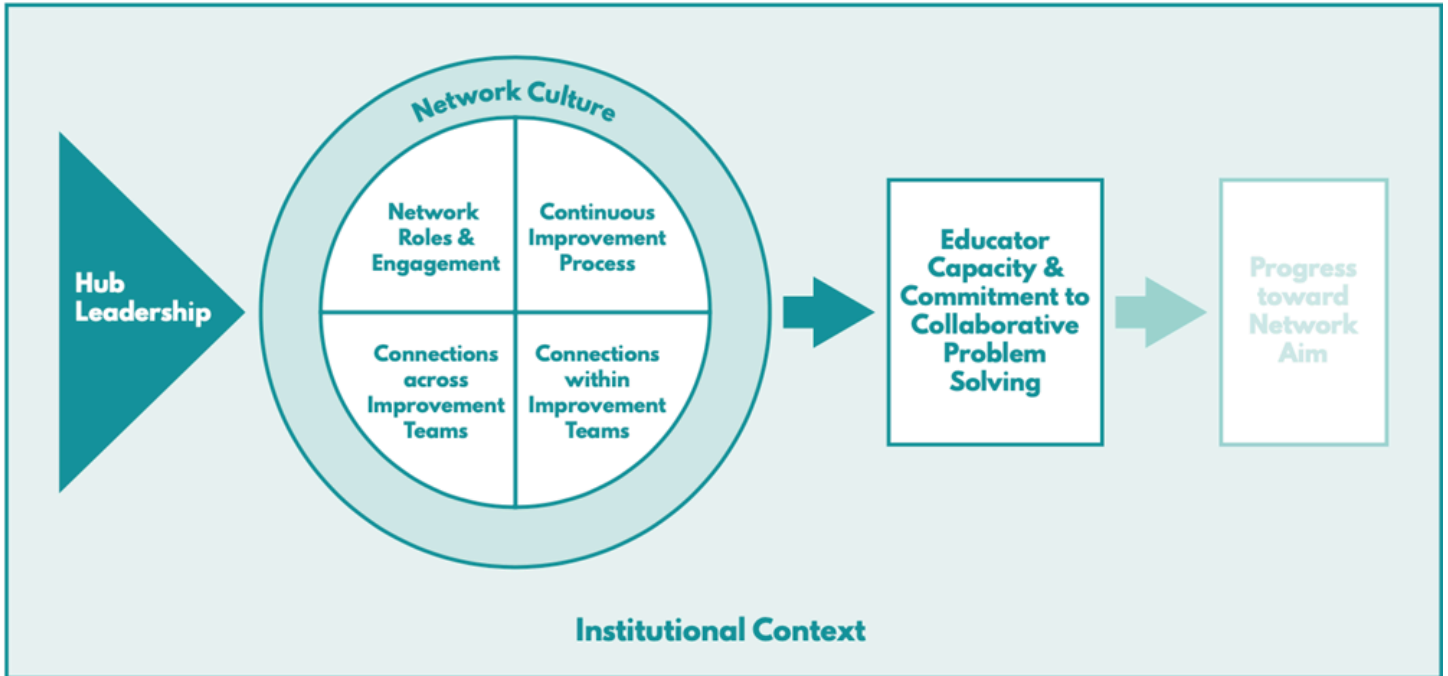 Network Culture
Hub
Leadership
Network
Roles &
Engagement
Continuous
Improvement
Process
Connections
across
Improvement
Teams
Connections
within
Improvement
Teams
Educator
Capacity &
Commitment to
Collaborative
Problem
Solving
Progress
toward
Network
Aim
Institutional Context